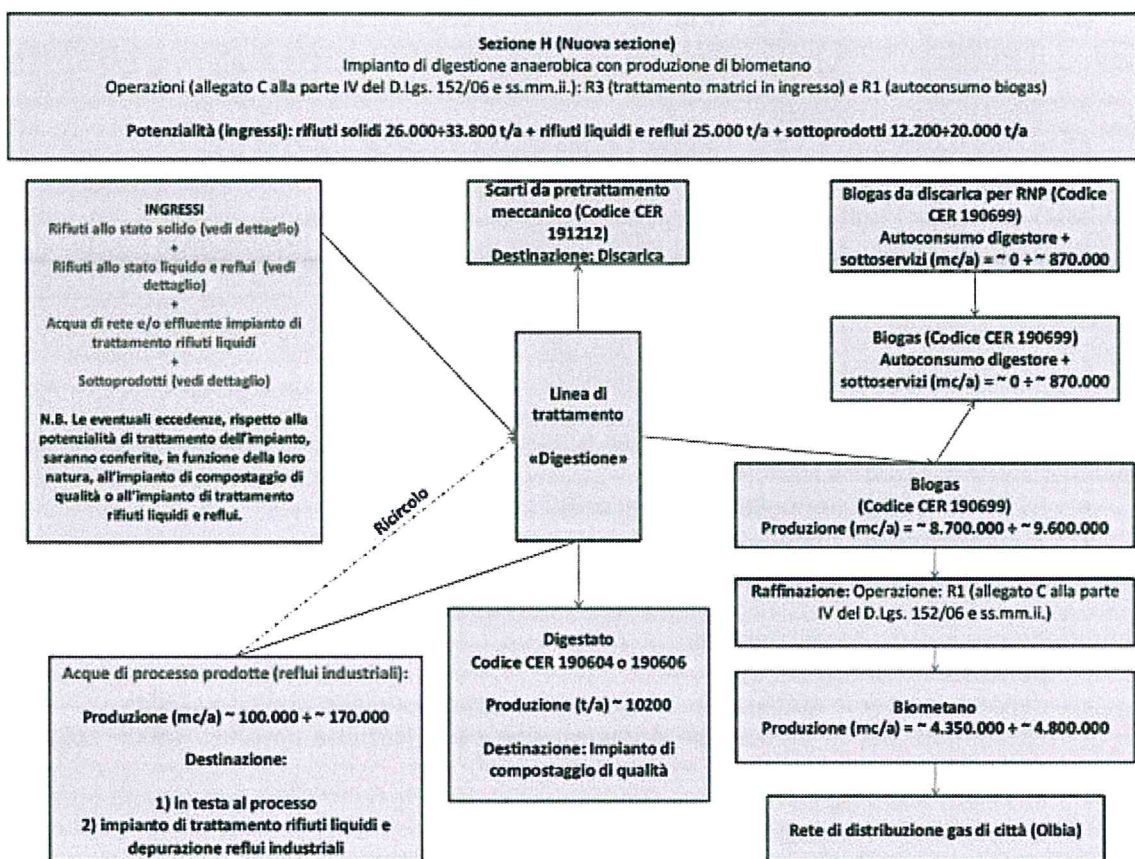 Sezione H (Nuova sezione)
Impianto di digestione anaerobica con produzione di biometano
Operazioni (allegato C alla parte IV del D.Lgs. 152/06 e ss.mm.ii.): R3 (trattamento matrici in ingresso) e R1 (autoconsumo biogas)
Potenzialità (ingressi): rifiuti solidi 26.000÷33.800 t/a + rifiuti liquidi e reflui 25.000 t/a + sottoprodotti 12.200÷20.000 t/a
INGRESSI
Rifiuti allo stato solido (vedi dettaglio)
+
Rifiuti allo stato liquido e reflui (vedi
dettaglio)
+
Acqua di rete e/o effluente impianto di
trattamento rifiuti liquidi
+
Sottoprodotti (vedi dettaglio)
N.B. Le eventuali eccedenze, rispetto alla
potenzialità di trattamento dell'impianto,
saranno conferite, in funzione della loro
natura, all'impianto di compostaggio di
qualità o all'impianto di trattamento
rifiuti liquidi e reflui.
Scarti da pretrattamento
meccanico (Codice CER
191212)
Destinazione: Discarica
Biogas da discarica per RNP (Codice
CER 190699)
Autoconsumo digestore +
sottoservizi (mc/a) = ~ 0 ÷ ~ 870.000
Biogas (Codice CER 190699)
Autoconsumo digestore +
sottoservizi (mc/a) = ~ 0 ÷ ~ 870.000
Linea di
trattamento
«Digestione»
Ricircolo
Biogas
(Codice CER 190699)
Produzione (mc/a) = ~ 8.700.000 ÷ ~ 9.600.000
Raffinazione: Operazione: R1 (allegato C alla parte
IV del D.Lgs. 152/06 e ss.mm.ii.)
Biometano
Produzione (mc/a) = ~ 4.350.000 ÷ ~ 4.800.000
Rete di distribuzione gas di città (Olbia)
Digestato
Codice CER 190604 o 190606
Produzione (t/a) ~ 10200
Destinazione: Impianto di
compostaggio di qualità
Acque di processo prodotte (reflui industriali):
Produzione (mc/a) ~ 100.000 ÷ ~ 170.000
Destinazione:
1) in testa al processo
2) impianto di trattamento rifiuti liquidi e
depurazione reflui industriali